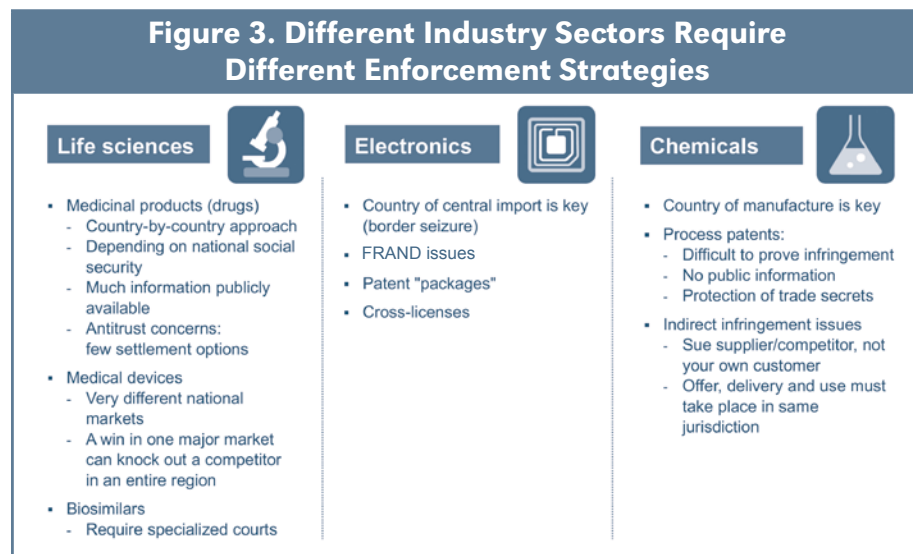 Figure 3. Different Industry Sectors Require
Different Enforcement Strategies
Life sciences
▪ Medicinal products (drugs)
- Country-by-country approach
- Depending on national social
security
- Much information publicly
available
- Antitrust concerns:
few settlement options
▪ Medical devices
- Very different national
markets
- A win in one major market
can knock out a competitor
in an entire region
▪ Biosimilars
- Require specialized courts
Electronics
▪ Country of central import is key
(border seizure)
▪ FRAND issues
▪ Patent "packages"
▪ Cross-licenses
Chemicals
▪ Country of manufacture is key
▪ Process patents:
- Difficult to prove infringement
- No public information
- Protection of trade secrets
▪ Indirect infringement issues
- Sue supplier/competitor, not
your own customer
- Offer, delivery and use must
take place in same
jurisdiction